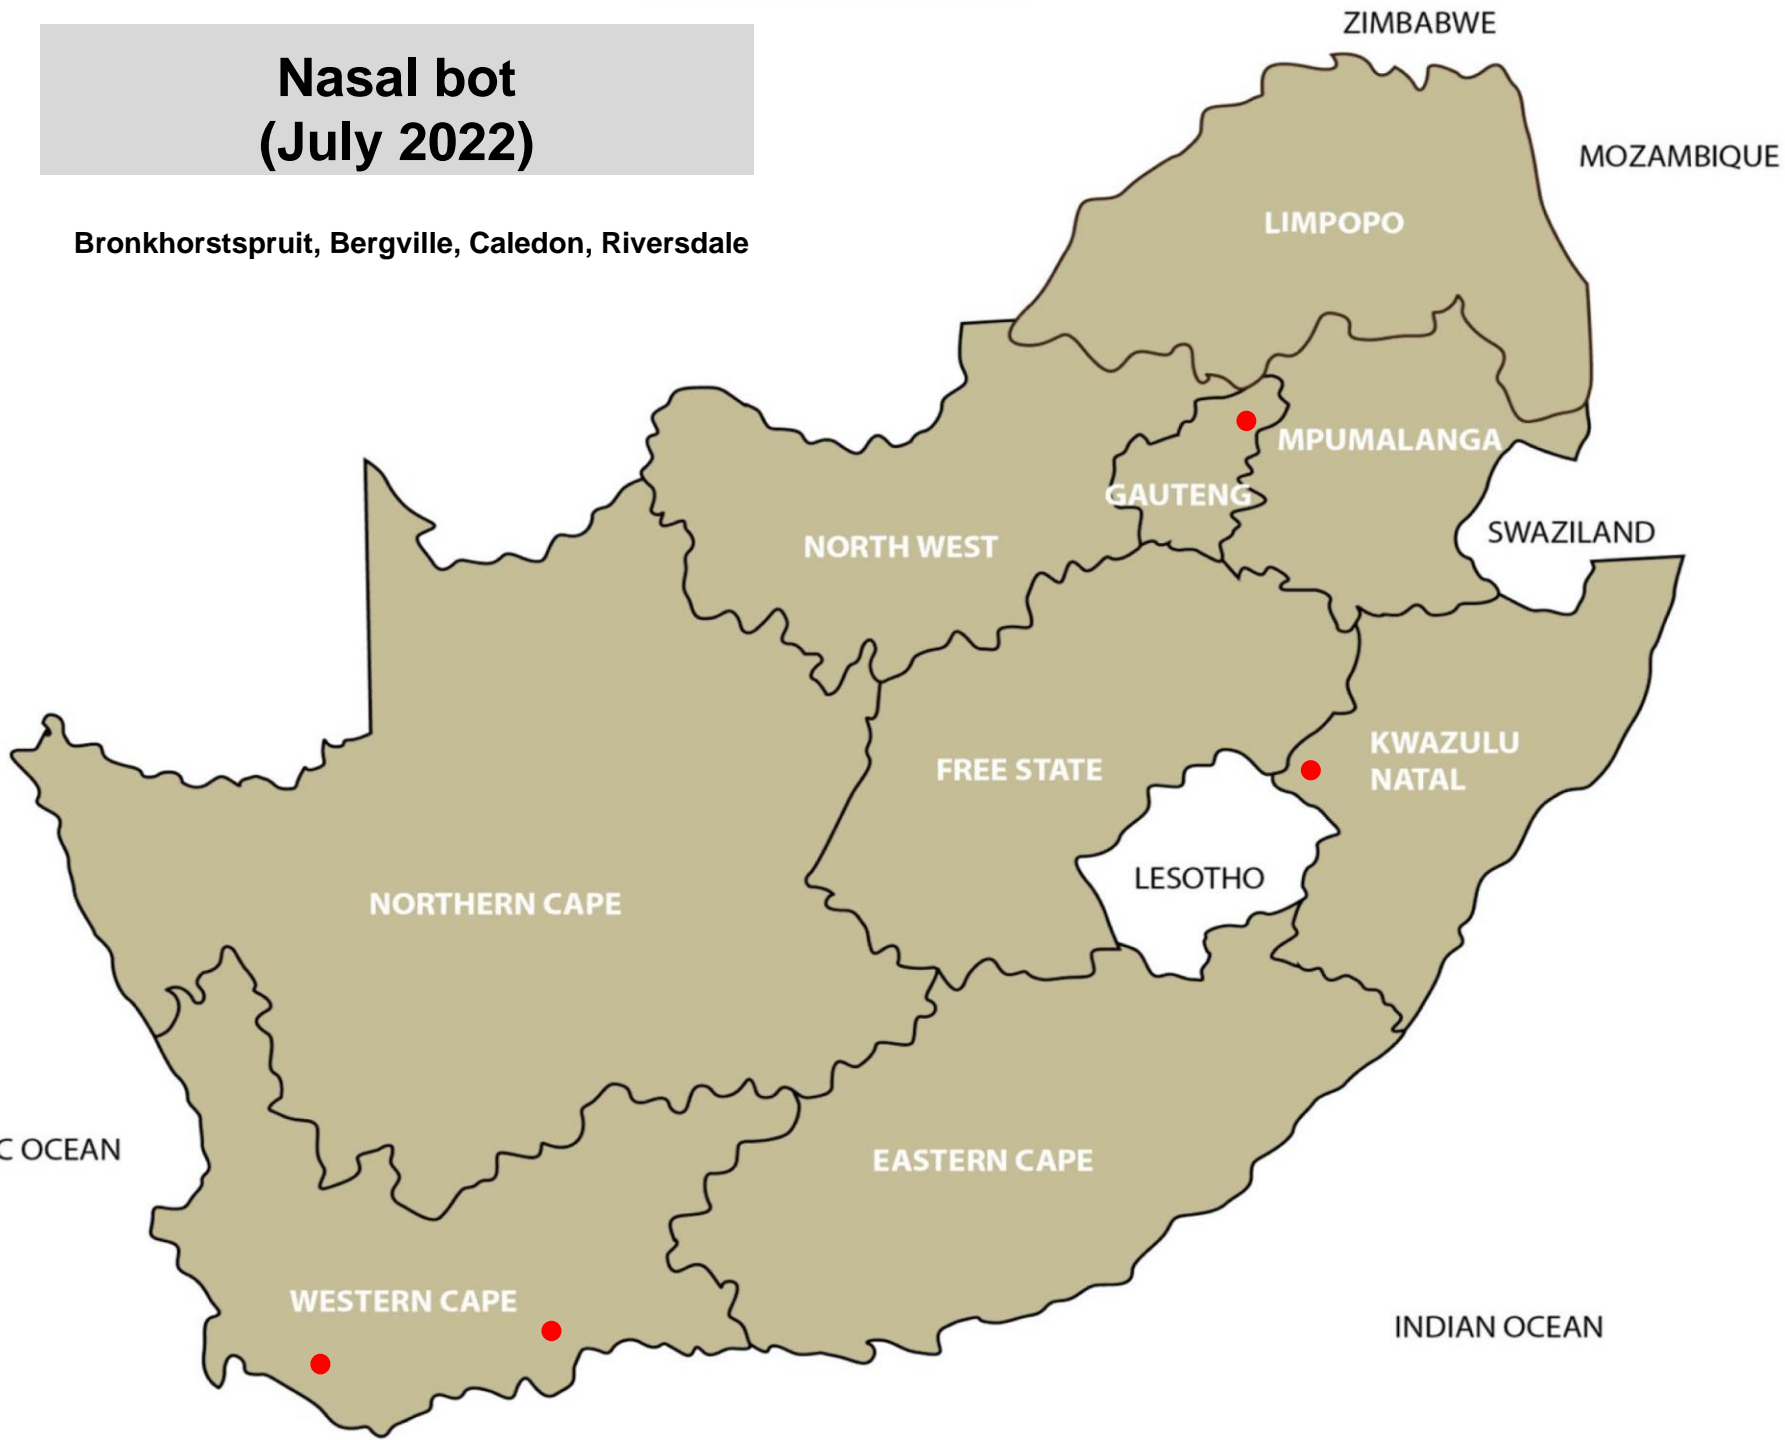 Nasal bot
(July 2022)
Bronkhorstspruit, Bergville, Caledon, Riversdale
ZIMBABWE
MOZAMBIQUE
LIMPOPO
MPUMALANGA
GAUTENG
SWAZILAND
NORTH WEST
KWAZULU
NATAL
FREE STATE
LESOTHO
NORTHERN CAPE
C OCEAN
EASTERN CAPE
WESTERN CAPE
INDIAN OCEAN